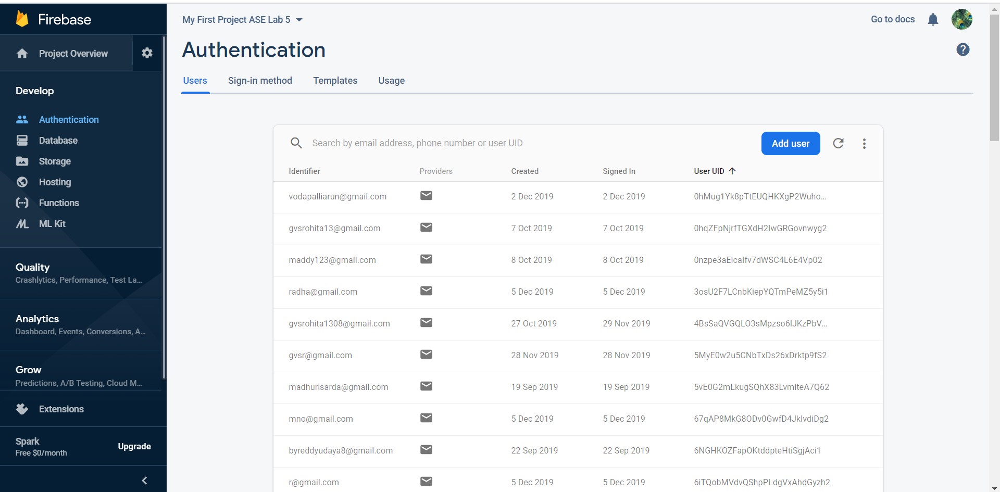 Firebase
Project Overview
Develop
Authentication
Database
Storage
Hosting
Functions
ML Kit
Quality
Crashlytics, Performance, Test La...
Analytics
Dashboard, Events, Conversions, A...
Grow
Predictions, A/B Testing, Cloud M...
Extensions
Spark
Free $0/month
Upgrade
My First Project ASE Lab 5
Go to docs
Authentication
Users Sign-in method Templates Usage
Search by email address, phone number or user UID
Add user
Identifier Providers Created Signed In User UID
vodapalliarun@gmail.com 2 Dec 2019 2 Dec 2019 0hMug1Yk8pTtEUQHKXgP2Wuho...
gvsrohita13@gmail.com 7 Oct 2019 7 Oct 2019 0hqZFpNjrfTGXdH2IwGRGovnwyg2
maddy123@gmail.com 8 Oct 2019 8 Oct 2019 0nzpe3aEIcaIfv7dWSC4L6E4Vp02
radha@gmail.com 5 Dec 2019 5 Dec 2019 3osU2F7LCnbKiepYQTmPeMZ5y5i1
gvsrohita1308@gmail.com 27 Oct 2019 29 Nov 2019 4BsSaQVGQLO3sMpzso6IJKzPbV...
gvsr@gmail.com 28 Nov 2019 28 Nov 2019 5MyE0w2u5CNbTxDs26xDrktp9fS2
madhurisarda@gmail.com 19 Sep 2019 19 Sep 2019 5vE0G2mLkugSQhX83LvmiteA7Q62
mno@gmail.com 5 Dec 2019 5 Dec 2019 67qAP8MkG8ODv0GwfD4JkIvdiDg2
byreddyudaya8@gmail.com 22 Sep 2019 22 Sep 2019 6NGHKOZFapOKtddpteHtiSgjAci1
r@gmail.com 5 Dec 2019 5 Dec 2019 6iTQobMVdvQShpPLdgVxAhdGyzh2